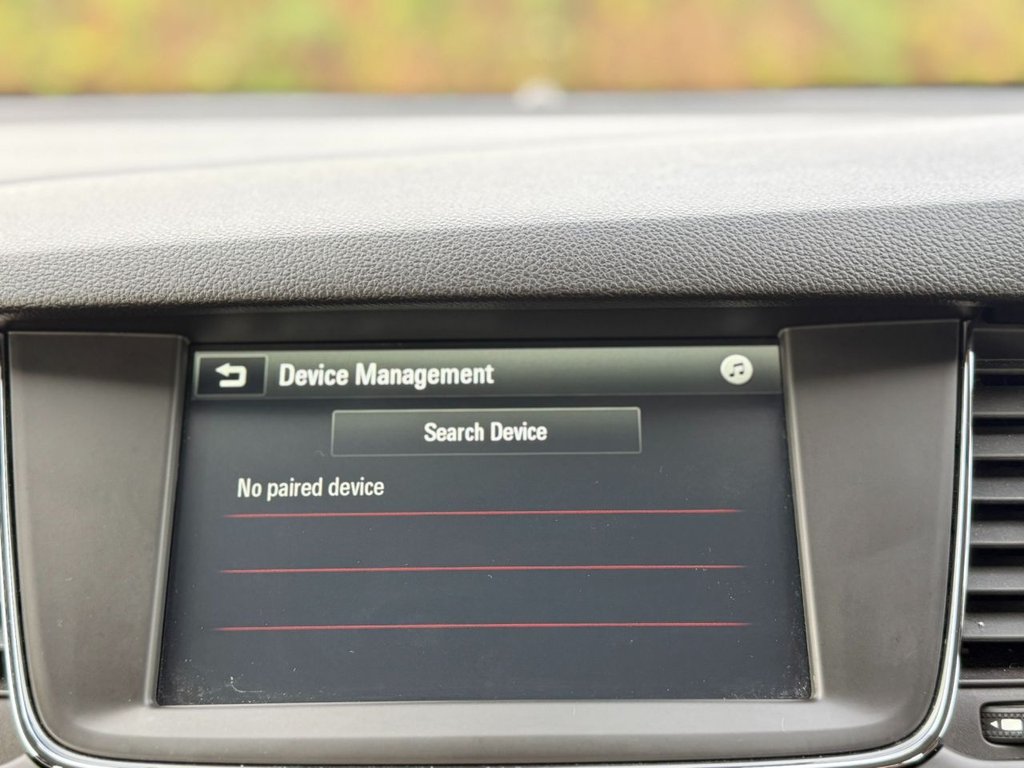 Device Management
Search Device
No paired device